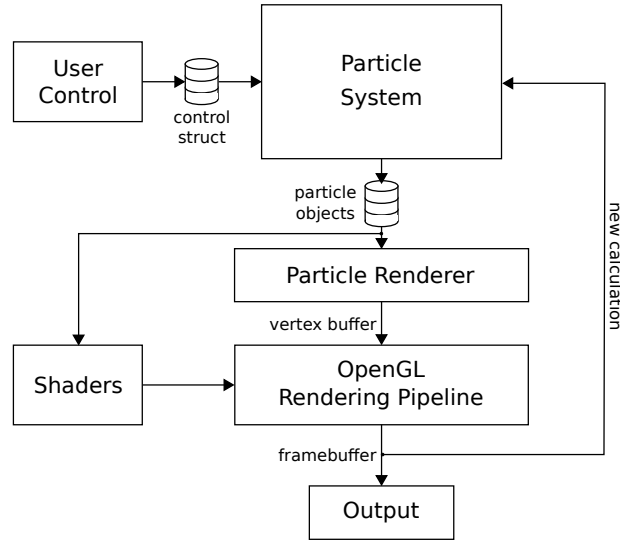 User
Control
control
struct
Particle
System
particle
objects
new calculation
Particle Renderer
vertex buffer
Shaders
OpenGL
Rendering Pipeline
framebuffer
Output